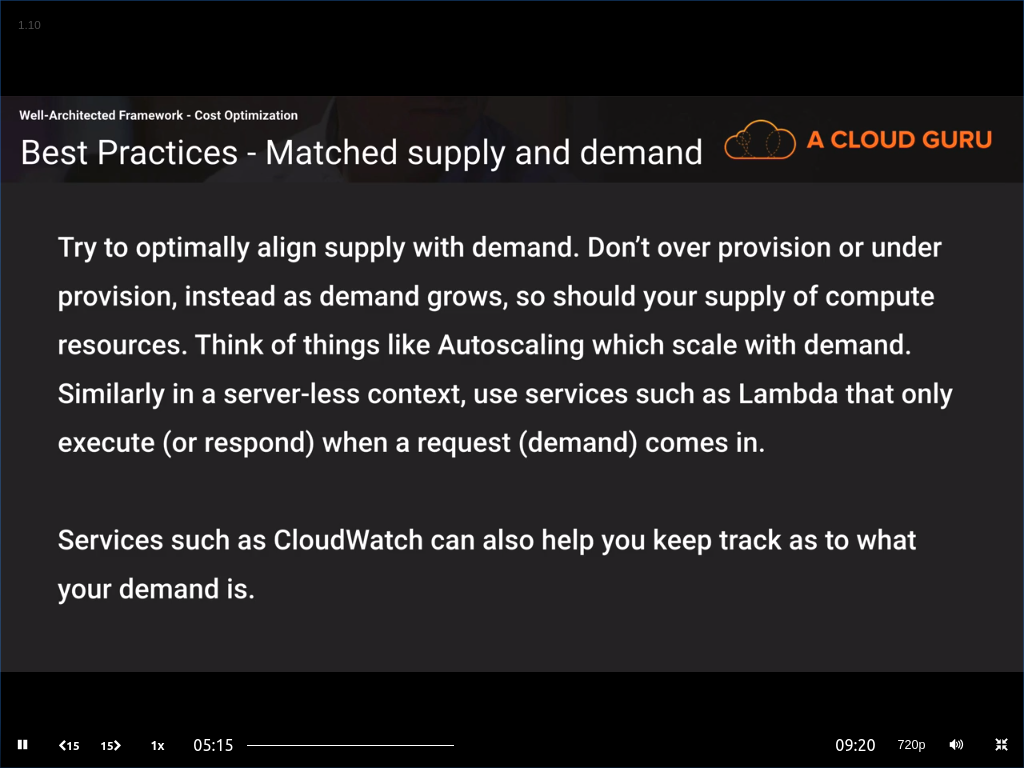 1.10
Well-Architected Framework - Cost Optimization
Best Practices - Matched supply and demand
A CLOUD GURU
Try to optimally align supply with demand. Don’t over provision or under
provision, instead as demand grows, so should your supply of compute
resources. Think of things like Autoscaling which scale with demand.
Similarly in a server-less context, use services such as Lambda that only
execute (or respond) when a request (demand) comes in.
Services such as CloudWatch can also help you keep track as to what
your demand is.
15 15 1x 05:15 09:20 720p